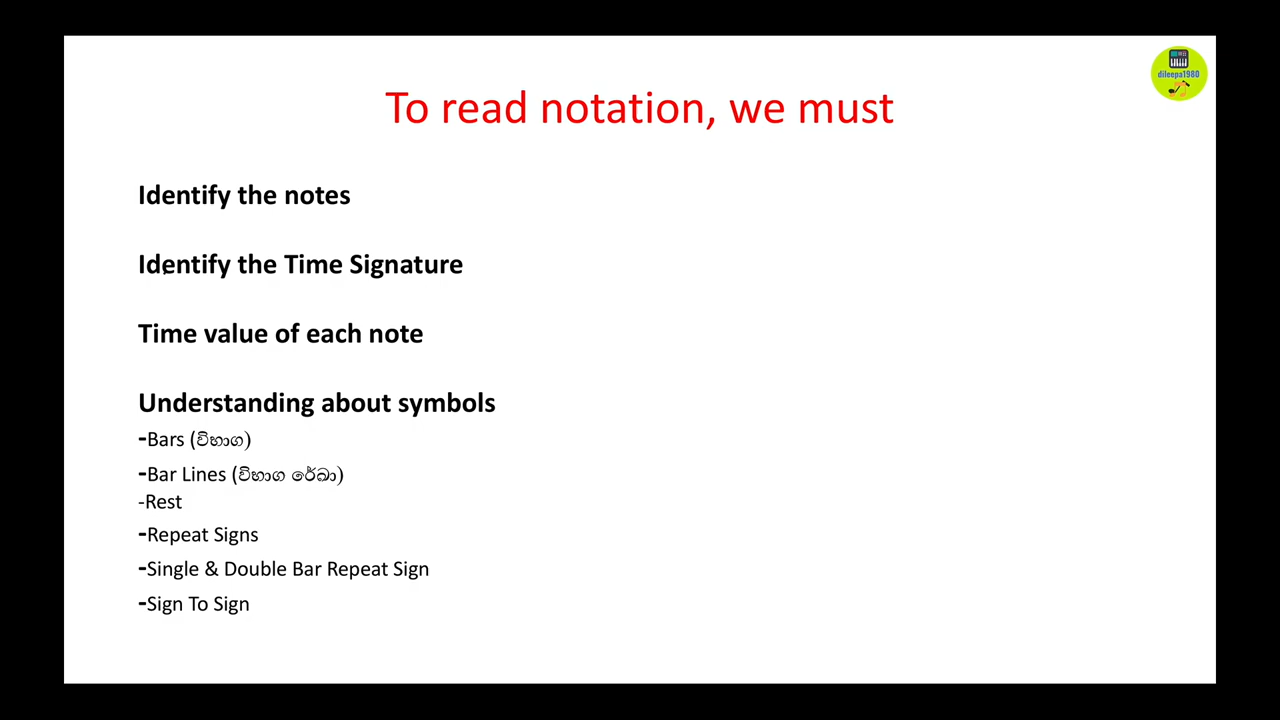 dileepa1980
To read notation, we must
Identify the notes
Identify the Time Signature
Time value of each note
Understanding about symbols
-Bars (විභාග)
-Bar Lines (විභාග රේඛා)
-Rest
-Repeat Signs
-Single & Double Bar Repeat Sign
-Sign To Sign